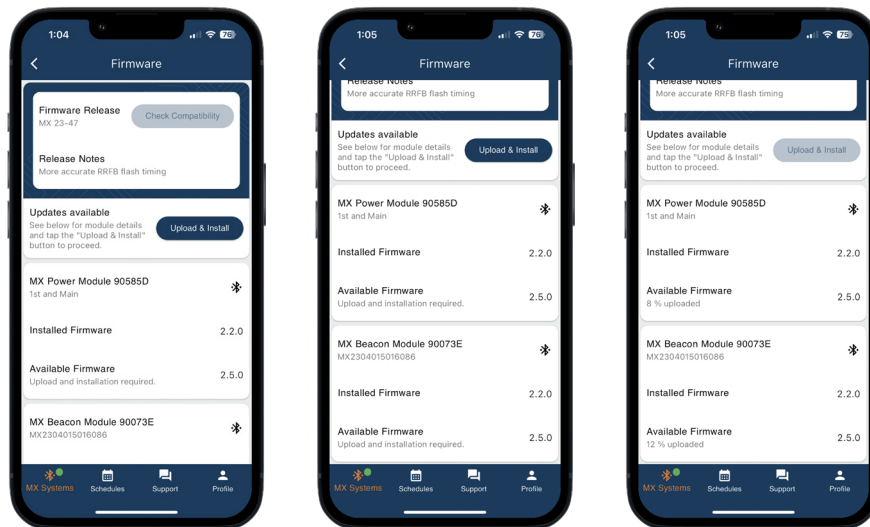 1:04
76
Firmware
Firmware Release
MX 23-47
Check Compatibility
Release Notes
More accurate RRFB flash timing
Updates available
See below for module details
and tap the "Upload & Install"
button to proceed.
Upload & Install
MX Power Module 90585D
1st and Main
Installed Firmware
2.2.0
Available Firmware
Upload and installation required.
2.5.0
MX Beacon Module 90073E
MX2304015016086
MX Systems
Schedules
Support
Profile
1:05
76
Firmware
Release Notes
More accurate RRFB flash timing
Updates available
See below for module details
and tap the "Upload & Install"
button to proceed.
Upload & Install
MX Power Module 90585D
1st and Main
Installed Firmware
2.2.0
Available Firmware
Upload and installation required.
2.5.0
MX Beacon Module 90073E
MX2304015016086
Installed Firmware
2.2.0
Available Firmware
Upload and installation required.
2.5.0
MX Systems
Schedules
Support
Profile
1:05
75
Firmware
Release Notes
More accurate RRFB flash timing
Updates available
See below for module details
and tap the "Upload & Install"
button to proceed.
Upload & Install
MX Power Module 90585D
1st and Main
Installed Firmware
2.2.0
Available Firmware
8 % uploaded
2.5.0
MX Beacon Module 90073E
MX2304015016086
Installed Firmware
2.2.0
Available Firmware
12 % uploaded
2.5.0
MX Systems
Schedules
Support
Profile